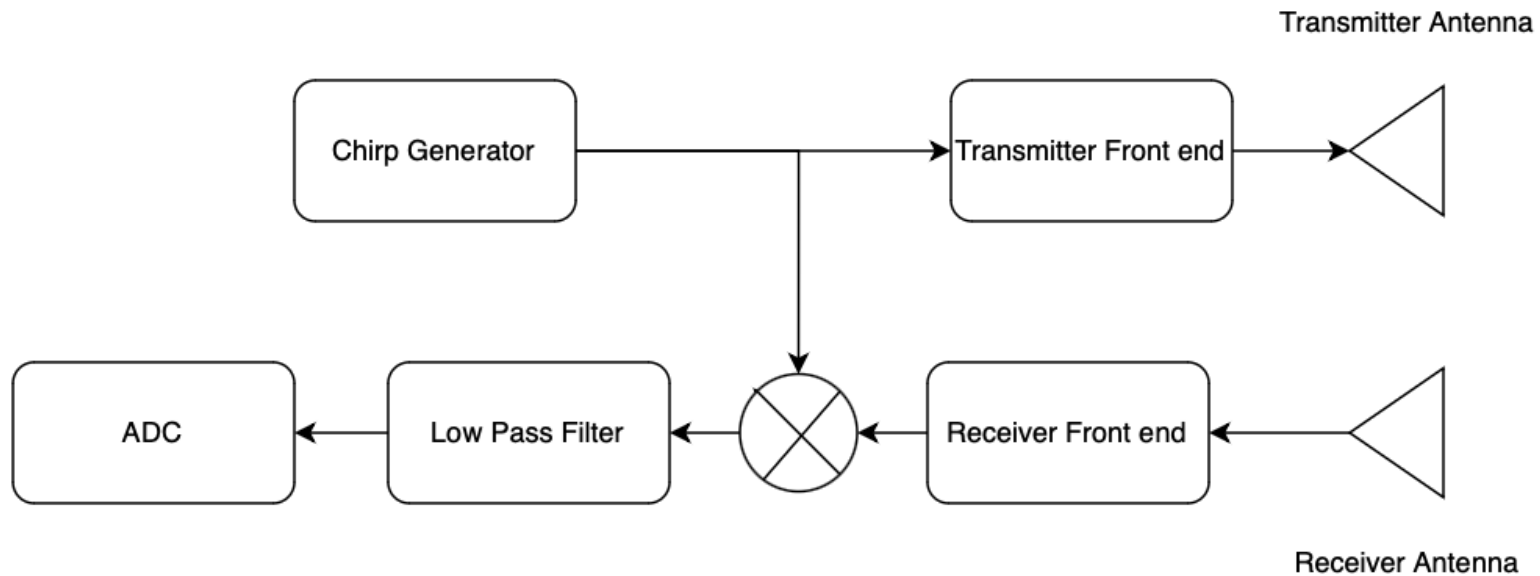 Transmitter Antenna
Chirp Generator
Transmitter Front end
ADC
Low Pass Filter
Receiver Front end
Receiver Antenna